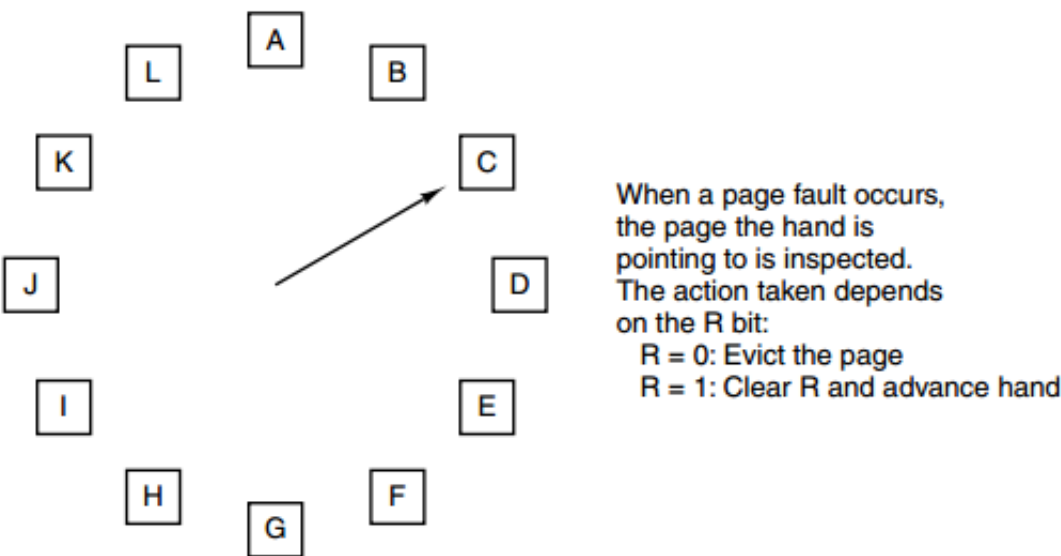 A
L
B
K
C
J
D
I
E
H
F
G
When a page fault occurs,
the page the hand is
pointing to is inspected.
The action taken depends
on the R bit:
R = 0: Evict the page
R = 1: Clear R and advance hand